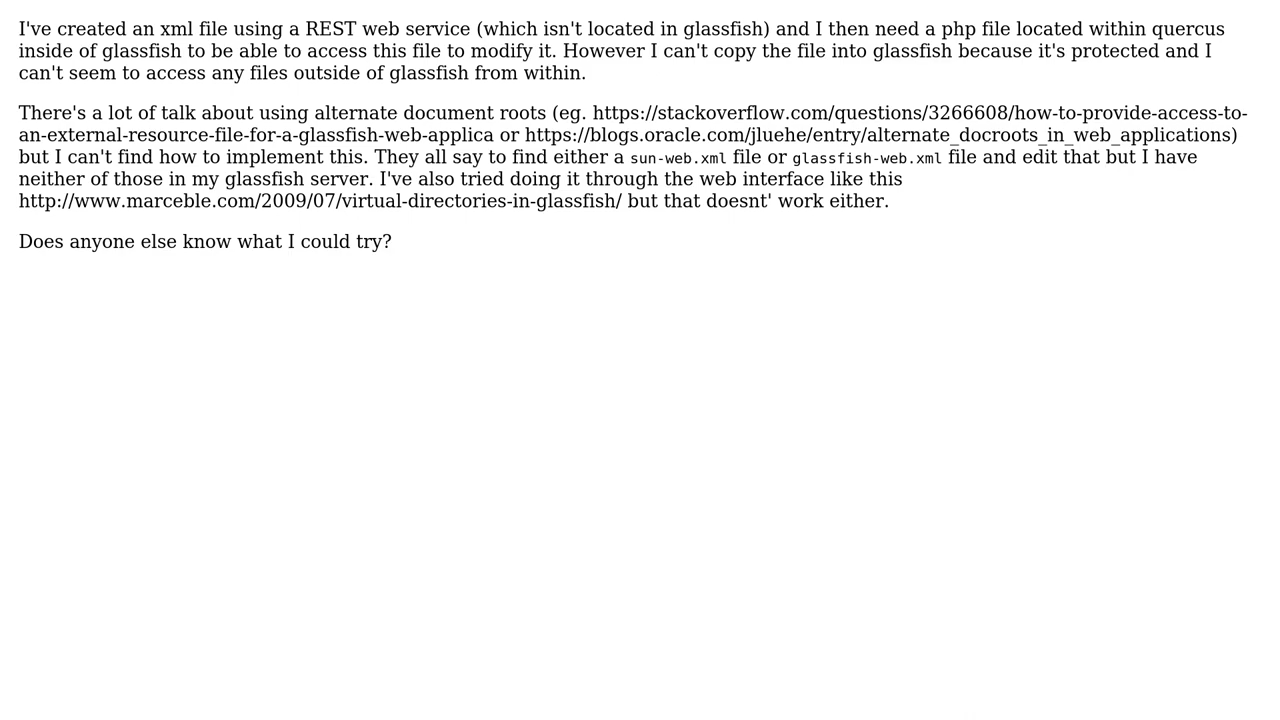 I've created an xml file using a REST web service (which isn't located in glassfish) and I then need a php file located within quercus
inside of glassfish to be able to access this file to modify it. However I can't copy the file into glassfish because it's protected and I
can't seem to access any files outside of glassfish from within.
There's a lot of talk about using alternate document roots (eg. https://stackoverflow.com/questions/3266608/how-to-provide-access-to-
an-external-resource-file-for-a-glassfish-web-applica or https://blogs.oracle.com/jluehe/entry/alternate_docroots_in_web_applications)
but I can't find how to implement this. They all say to find either a sun-web.xml file or glassfish-web.xml file and edit that but I have
neither of those in my glassfish server. I've also tried doing it through the web interface like this
http://www.marceble.com/2009/07/virtual-directories-in-glassfish/ but that doesnt' work either.
Does anyone else know what I could try?